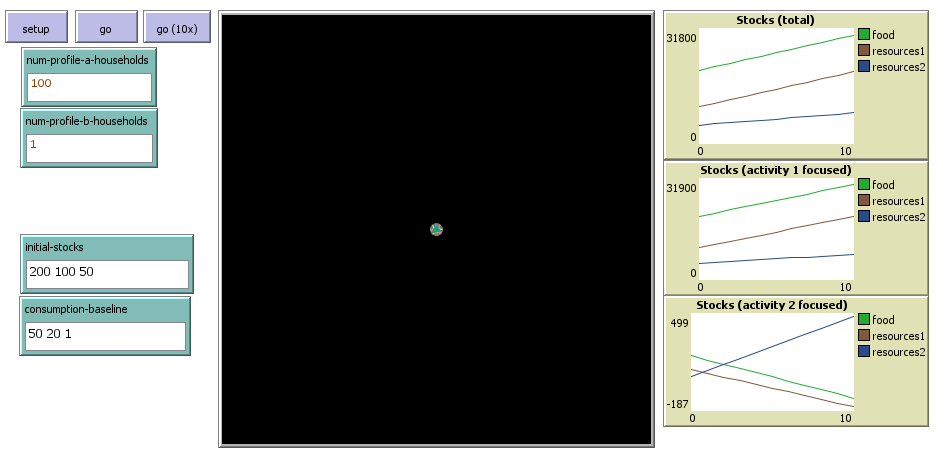 setup
go
go (10x)
num-profile-a-households
100
num-profile-b-households
1
initial-stocks
200 100 50
consumption-baseline
50 20 1
Stocks (total)
31800
0
0
10
food
resources1
resources2
Stocks (activity 1 focused)
31900
0
0
10
food
resources1
resources2
Stocks (activity 2 focused)
499
-187
0
10
food
resources1
resources2